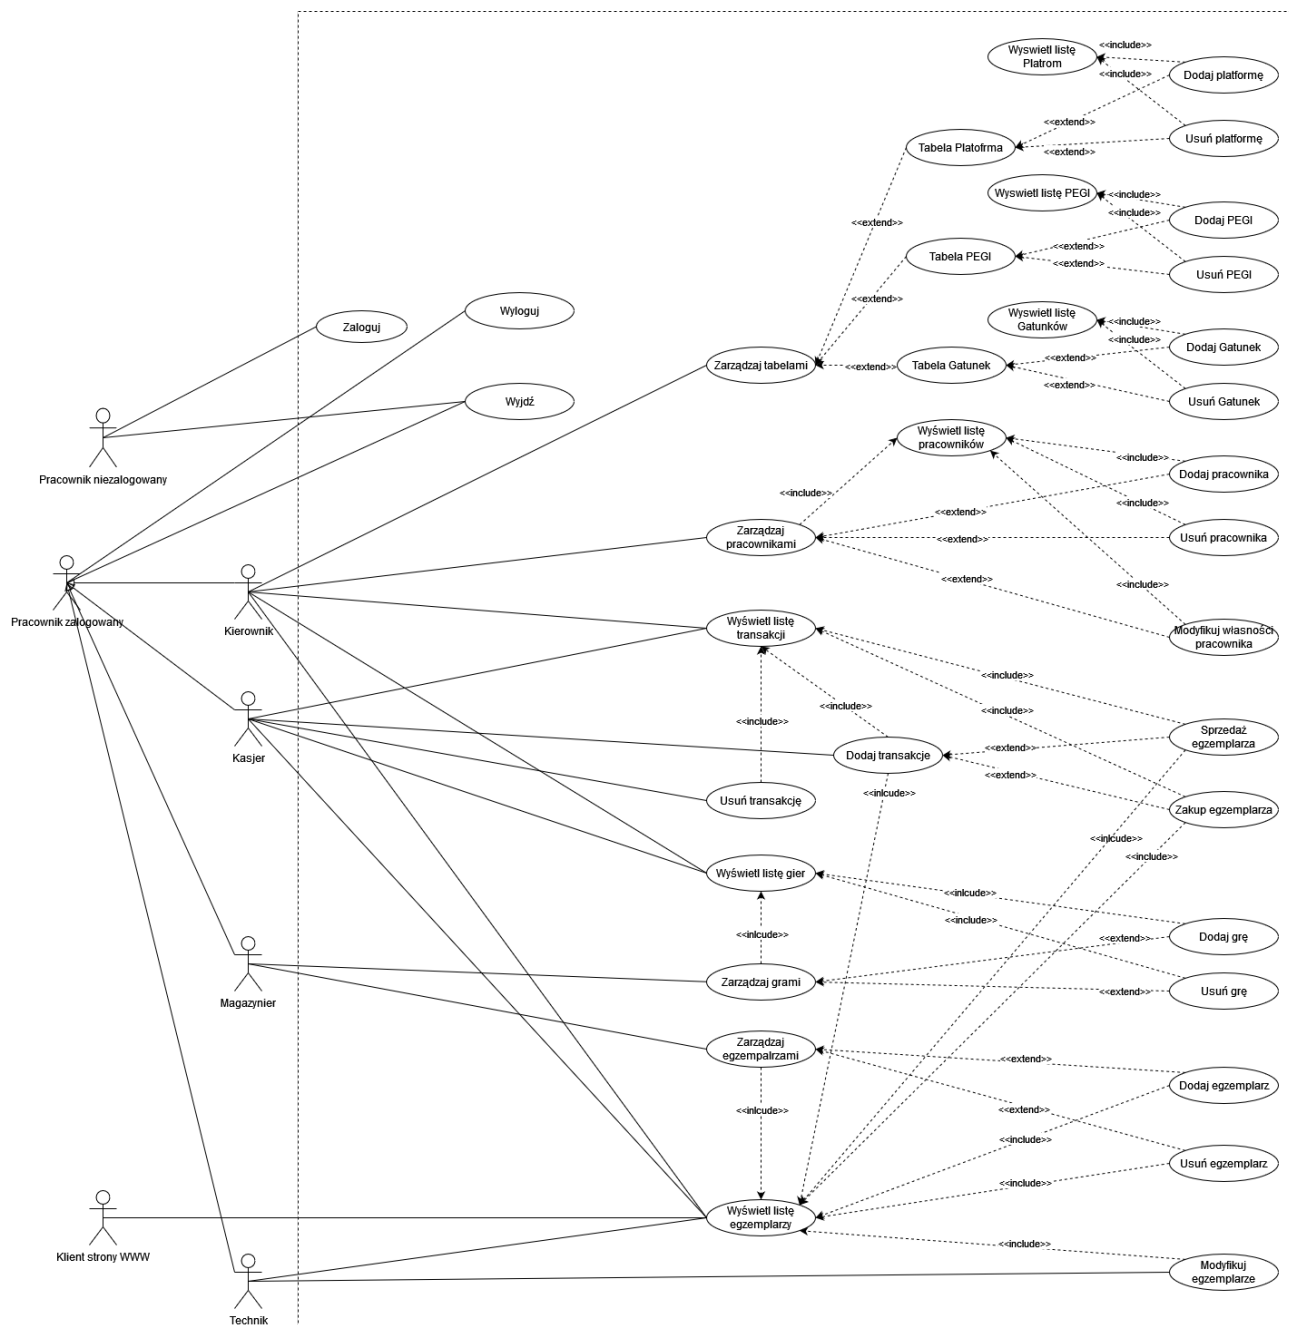 Wyswietl listę
Platrom
<<include>>
<<include>>
Dodaj platformę
<<extend>>
Usuń platformę
Tabela Platofrma
<<extend>>
Wyswietl listę PEGI
<<include>>
<<include>>
Dodaj PEGI
<<extend>>
<<extend>>
Tabela PEGI
<<extend>>
Usuń PEGI
<<extend>>
Wyloguj
Zaloguj
Wyswietl listę
Gatunków
<<include>>
<<include>>
Dodaj Gatunek
<<extend>>
Zarządzaj tabelami
<<extend>>
Tabela Gatunek
<<extend>>
Usuń Gatunek
Wyjdź
Pracownik niezalogowany
Wyświetl listę
pracowników
<<include>>
Dodaj pracownika
<<include>>
<<include>>
<<extend>>
Zarządzaj
pracownikami
<<extend>>
Usuń pracownika
<<extend>>
<<include>>
Pracownik zalogowany
Kierownik
Wyświetl listę
transakcji
Modyfikuj własności
pracownika
<<include>>
<<include>>
<<include>>
<<include>>
Sprzedaż
egzemplarza
<<extend>>
Kasjer
Dodaj transakcje
<<extend>>
<<inlcude>>
Usuń transakcję
Zakup egzemplarza
<<inlcude>>
<<include>>
Wyświetl listę gier
<<inlcude>>
<<include>>
<<inlcude>>
<<extend>>
Dodaj grę
Zarządzaj grami
<<extend>>
Usuń grę
Magazynier
Zarządzaj
egzempalrzami
<<extend>>
Dodaj egzemplarz
<<inlcude>>
<<extend>>
<<include>>
Usuń egzemplarz
<<include>>
Wyświetl listę
egzemplarzy
<<include>>
Klient strony WWW
Modyfikuj
egzemplarze
Technik